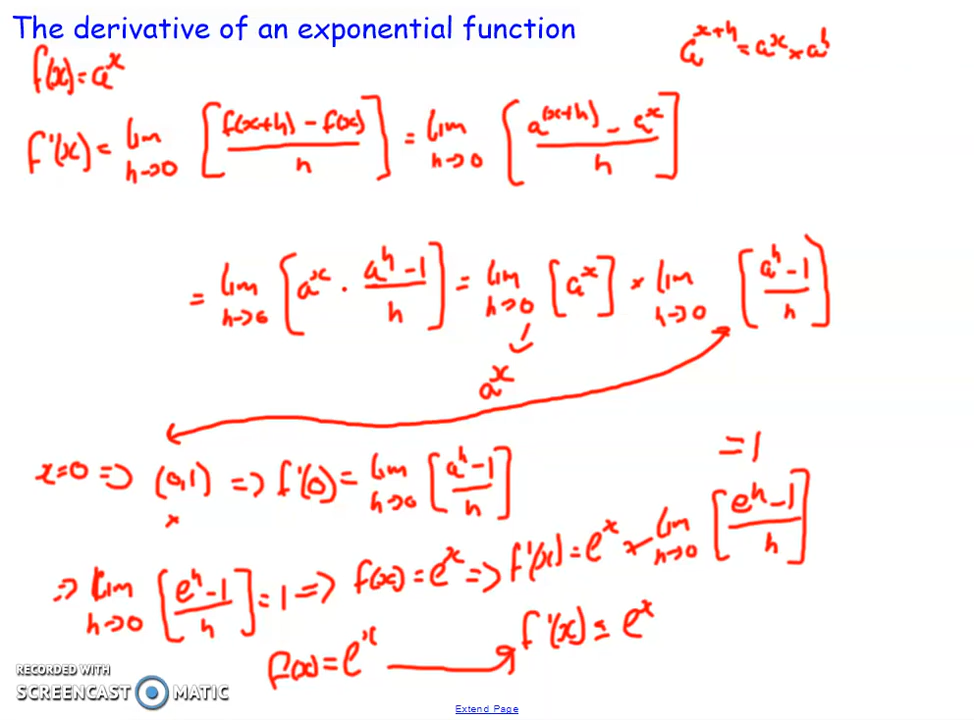 The derivative of an exponential function
a^{x+h} = a^x × a^h
f(x) = a^x
f'(x) = lim h→0 [ (f(x+h) - f(x)) / h ] = lim h→0 [ (a^{(x+h)} - a^x) / h ]
= lim h→0 [ a^x · (a^h - 1) / h ] = lim h→0 [ a^x ] × lim h→0 [ (a^h - 1) / h ]
a^x
= 1
x=0 => (0,1) => f'(0) = lim h→0 [ (a^h - 1) / h ]
x
=> lim h→0 [ (e^h - 1) / h ] = 1 => f(x) = e^x => f'(x) = e^x × lim h→0 [ (e^h - 1) / h ]
f(x) = e^x → f'(x) = e^x
RECORDED WITH
SCREENCAST MATIC
Extend Page